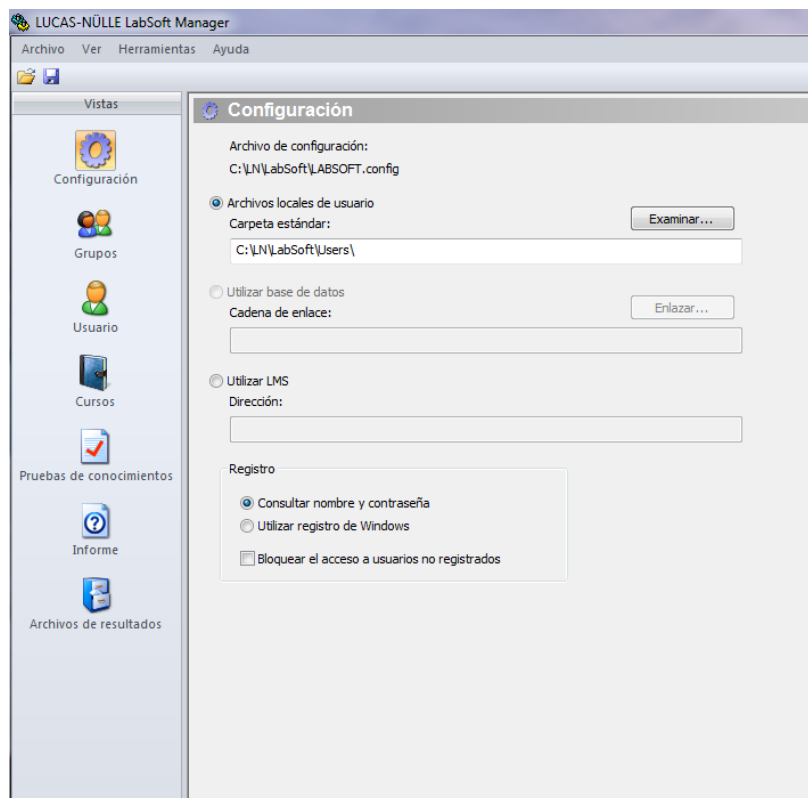 LUCAS-NÜLLE LabSoft Manager
Archivo Ver Herramientas Ayuda
Vistas
Configuración
Grupos
Usuario
Cursos
Pruebas de conocimientos
Informe
Archivos de resultados
Configuración
Archivo de configuración:
C:\LN\LabSoft\LABSOFT.config
Archivos locales de usuario
Carpeta estándar:
Examinar...
C:\LN\LabSoft\Users\
Utilizar base de datos
Cadena de enlace:
Enlazar...
Utilizar LMS
Dirección:
Registro
Consultar nombre y contraseña
Utilizar registro de Windows
Bloquear el acceso a usuarios no registrados